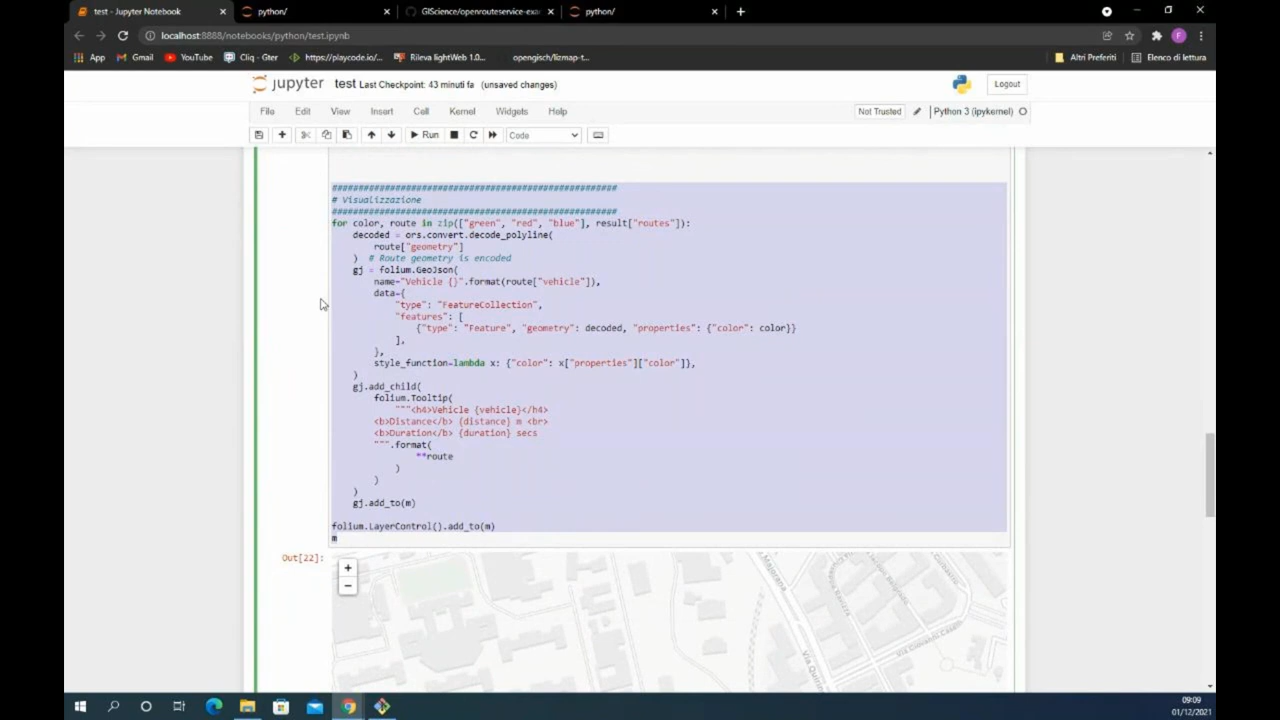 test - Jupyter Notebook
python/
GIScience/openrouteservice-exa
python/
localhost:8888/notebooks/python/test.ipynb
App
Gmail
YouTube
Cliq - Gter
https://playcode.io/...
Rileva lightWeb 1.0...
opengisch/lizmap-t...
Altri Preferiti
Elenco di lettura
jupyter test Last Checkpoint: 43 minuti fa (unsaved changes)
Logout
File Edit View Insert Cell Kernel Widgets Help
Not Trusted
Python 3 (ipykernel)
Run
Code
######################################################
# Visualizzazione
######################################################
for color, route in zip(["green", "red", "blue"], result["routes"]):
decoded = ors.convert.decode_polyline(
route["geometry"]
) # Route geometry is encoded
gj = folium.GeoJson(
name="Vehicle {}".format(route["vehicle"]),
data={
"type": "FeatureCollection",
"features": [
{"type": "Feature", "geometry": decoded, "properties": {"color": color}}
],
},
style_function=lambda x: {"color": x["properties"]["color"]},
)
gj.add_child(
folium.Tooltip(
"""<h4>Vehicle {vehicle}</h4>
<b>Distance</b> {distance} m <br>
<b>Duration</b> {duration} secs
""".format(
**route
)
)
)
gj.add_to(m)
folium.LayerControl().add_to(m)
m
Out[22]:
+
−
09:09
01/12/2021